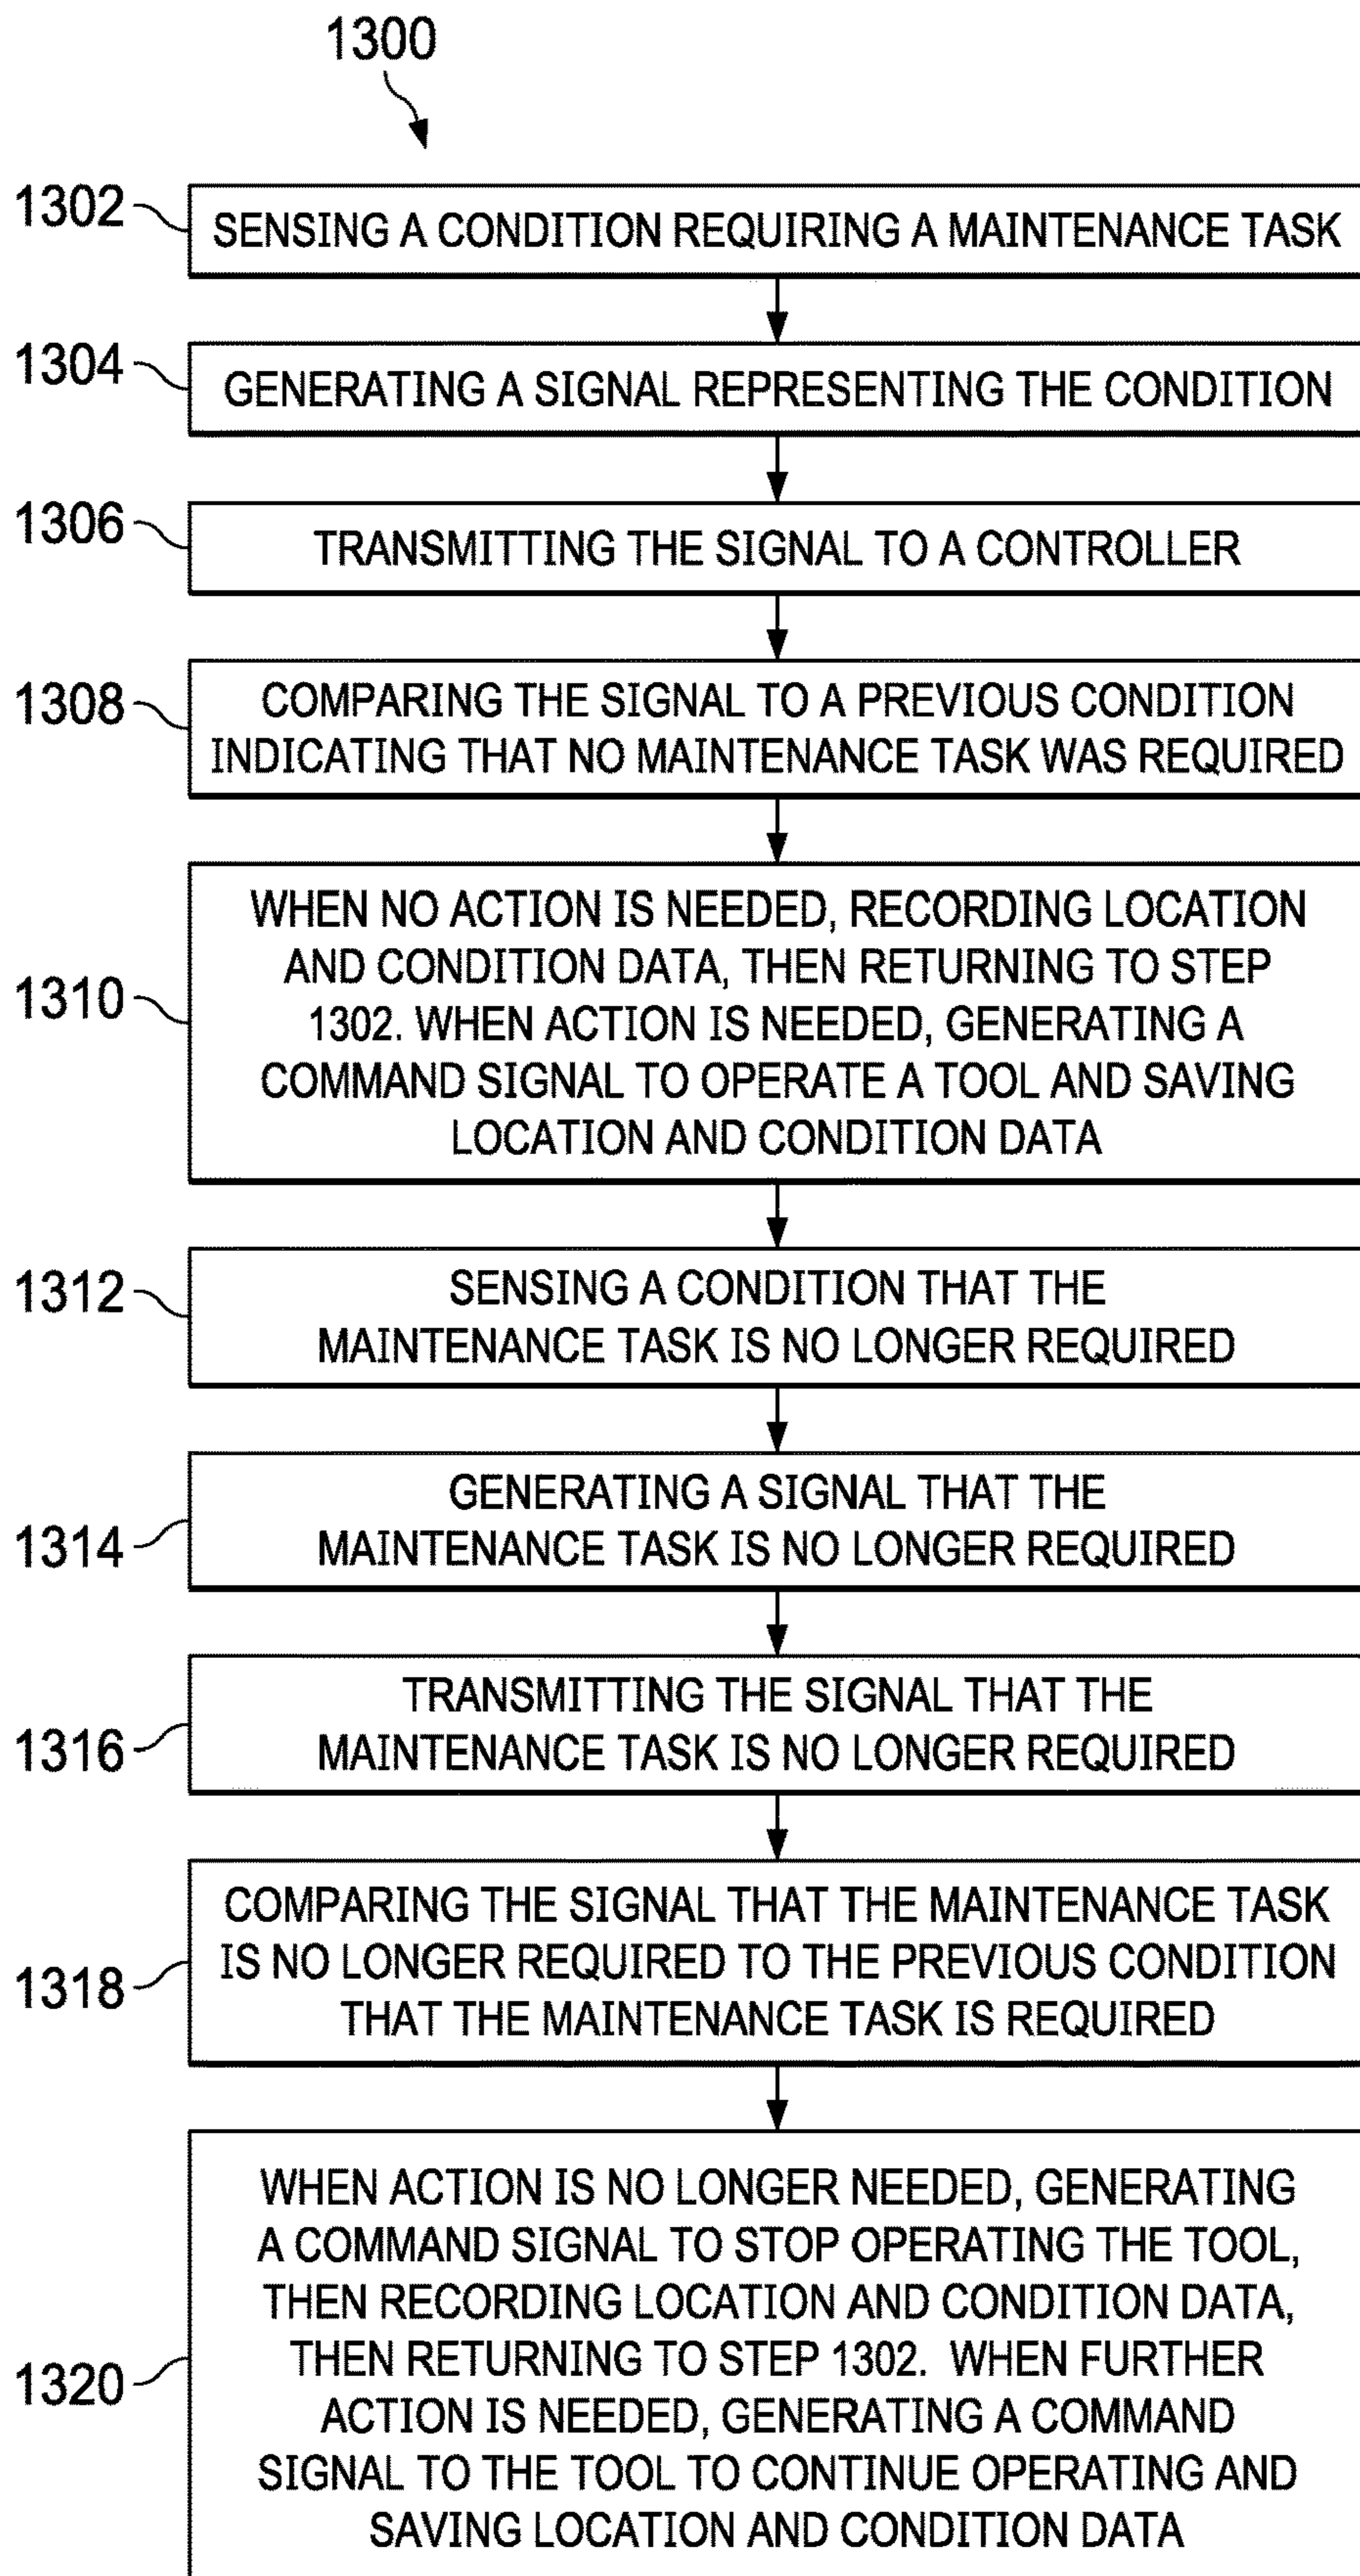 1300
1302
SENSING A CONDITION REQUIRING A MAINTENANCE TASK
1304
GENERATING A SIGNAL REPRESENTING THE CONDITION
1306
TRANSMITTING THE SIGNAL TO A CONTROLLER
1308
COMPARING THE SIGNAL TO A PREVIOUS CONDITION
INDICATING THAT NO MAINTENANCE TASK WAS REQUIRED
1310
WHEN NO ACTION IS NEEDED, RECORDING LOCATION
AND CONDITION DATA, THEN RETURNING TO STEP
1302. WHEN ACTION IS NEEDED, GENERATING A
COMMAND SIGNAL TO OPERATE A TOOL AND SAVING
LOCATION AND CONDITION DATA
1312
SENSING A CONDITION THAT THE
MAINTENANCE TASK IS NO LONGER REQUIRED
1314
GENERATING A SIGNAL THAT THE
MAINTENANCE TASK IS NO LONGER REQUIRED
1316
TRANSMITTING THE SIGNAL THAT THE
MAINTENANCE TASK IS NO LONGER REQUIRED
1318
COMPARING THE SIGNAL THAT THE MAINTENANCE TASK
IS NO LONGER REQUIRED TO THE PREVIOUS CONDITION
THAT THE MAINTENANCE TASK IS REQUIRED
1320
WHEN ACTION IS NO LONGER NEEDED, GENERATING
A COMMAND SIGNAL TO STOP OPERATING THE TOOL,
THEN RECORDING LOCATION AND CONDITION DATA,
THEN RETURNING TO STEP 1302. WHEN FURTHER
ACTION IS NEEDED, GENERATING A COMMAND
SIGNAL TO THE TOOL TO CONTINUE OPERATING AND
SAVING LOCATION AND CONDITION DATA